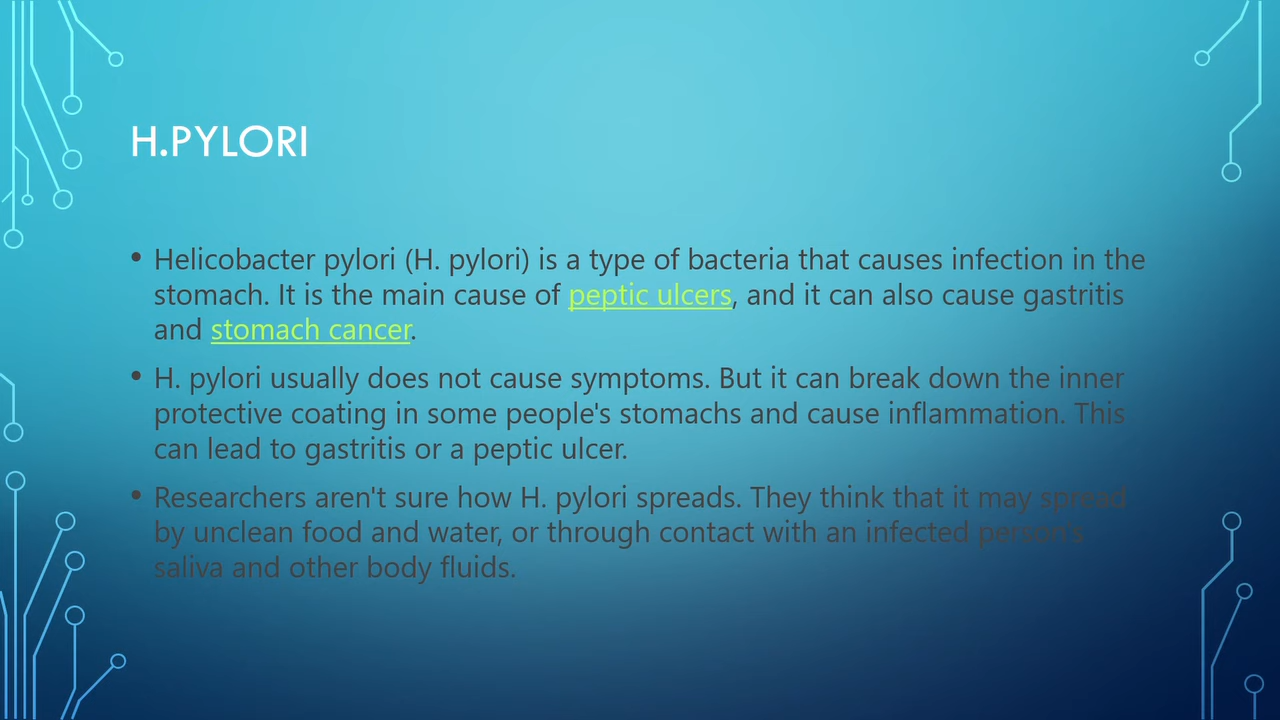 H.PYLORI
• Helicobacter pylori (H. pylori) is a type of bacteria that causes infection in the
stomach. It is the main cause of peptic ulcers, and it can also cause gastritis
and stomach cancer.
• H. pylori usually does not cause symptoms. But it can break down the inner
protective coating in some people's stomachs and cause inflammation. This
can lead to gastritis or a peptic ulcer.
• Researchers aren't sure how H. pylori spreads. They think that it may spread
by unclean food and water, or through contact with an infected person's
saliva and other body fluids.